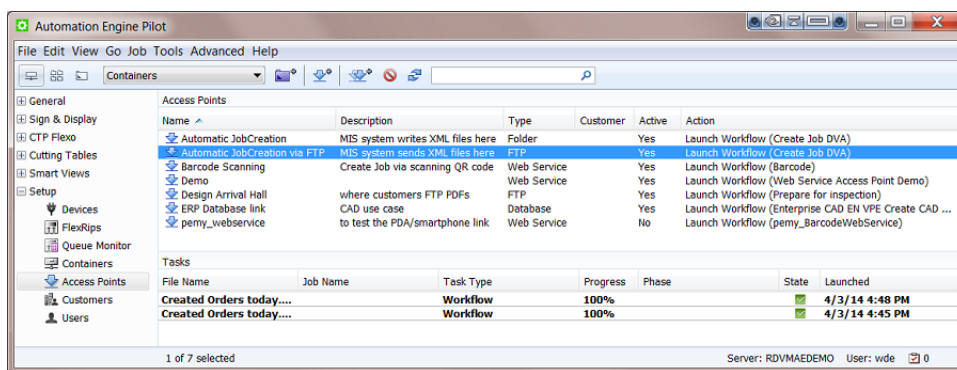 Automation Engine Pilot
File Edit View Go Job Tools Advanced Help
Containers
General
Sign & Display
CTP Flexo
Cutting Tables
Smart Views
Setup
Devices
FlexRips
Queue Monitor
Containers
Access Points
Customers
Users
Access Points
Name Description Type Customer Active Action
Automatic JobCreation MIS system writes XML files here Folder Yes Launch Workflow (Create Job DVA)
Automatic JobCreation via FTP MIS system sends XML files here FTP Yes Launch Workflow (Create Job DVA)
Barcode Scanning Create Job via scanning QR code Web Service Yes Launch Workflow (Barcode)
Demo Web Service Yes Launch Workflow (Web Service Access Point Demo)
Design Arrival Hall where customers FTP PDFs FTP Yes Launch Workflow (Prepare for inspection)
ERP Database link CAD use case Database Yes Launch Workflow (Enterprise CAD EN VPE Create CAD ...
pemy_webservice to test the PDA/smartphone link Web Service No Launch Workflow (pemy_BarcodeWebService)
Tasks
File Name Job Name Task Type Progress Phase State Launched
Created Orders today.... Workflow 100% 4/3/14 4:48 PM
Created Orders today.... Workflow 100% 4/3/14 4:45 PM
1 of 7 selected Server: RDVMAEDEMO User: wde 0